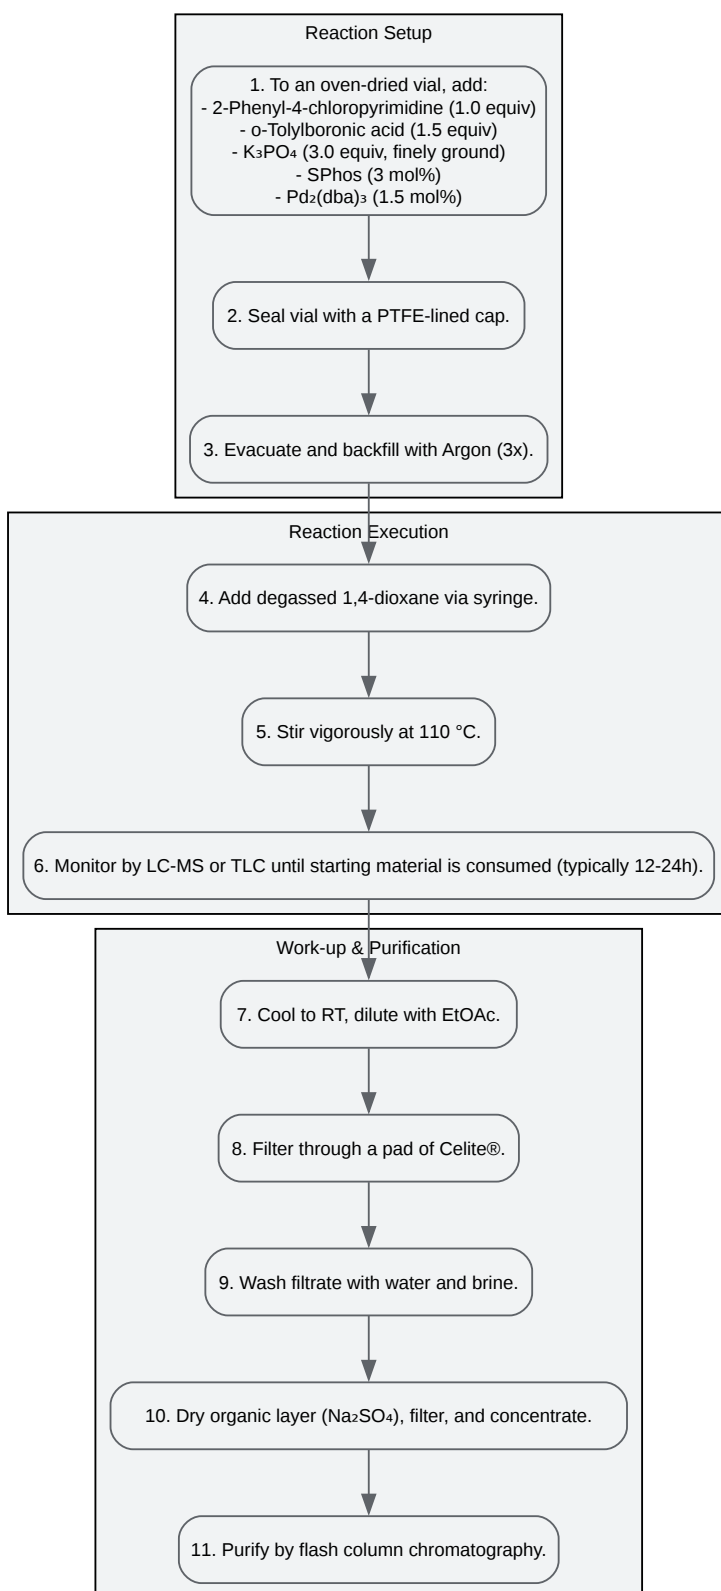 Reaction Setup
1. To an oven-dried vial, add:
- 2-Phenyl-4-chloropyrimidine (1.0 equiv)
- o-Tolylboronic acid (1.5 equiv)
- K₃PO₄ (3.0 equiv, finely ground)
- SPhos (3 mol%)
- Pd₂(dba)₃ (1.5 mol%)
2. Seal vial with a PTFE-lined cap.
3. Evacuate and backfill with Argon (3x).
Reaction Execution
4. Add degassed 1,4-dioxane via syringe.
5. Stir vigorously at 110 °C.
6. Monitor by LC-MS or TLC until starting material is consumed (typically 12-24h).
Work-up & Purification
7. Cool to RT, dilute with EtOAc.
8. Filter through a pad of Celite®.
9. Wash filtrate with water and brine.
10. Dry organic layer (Na₂SO₄), filter, and concentrate.
11. Purify by flash column chromatography.